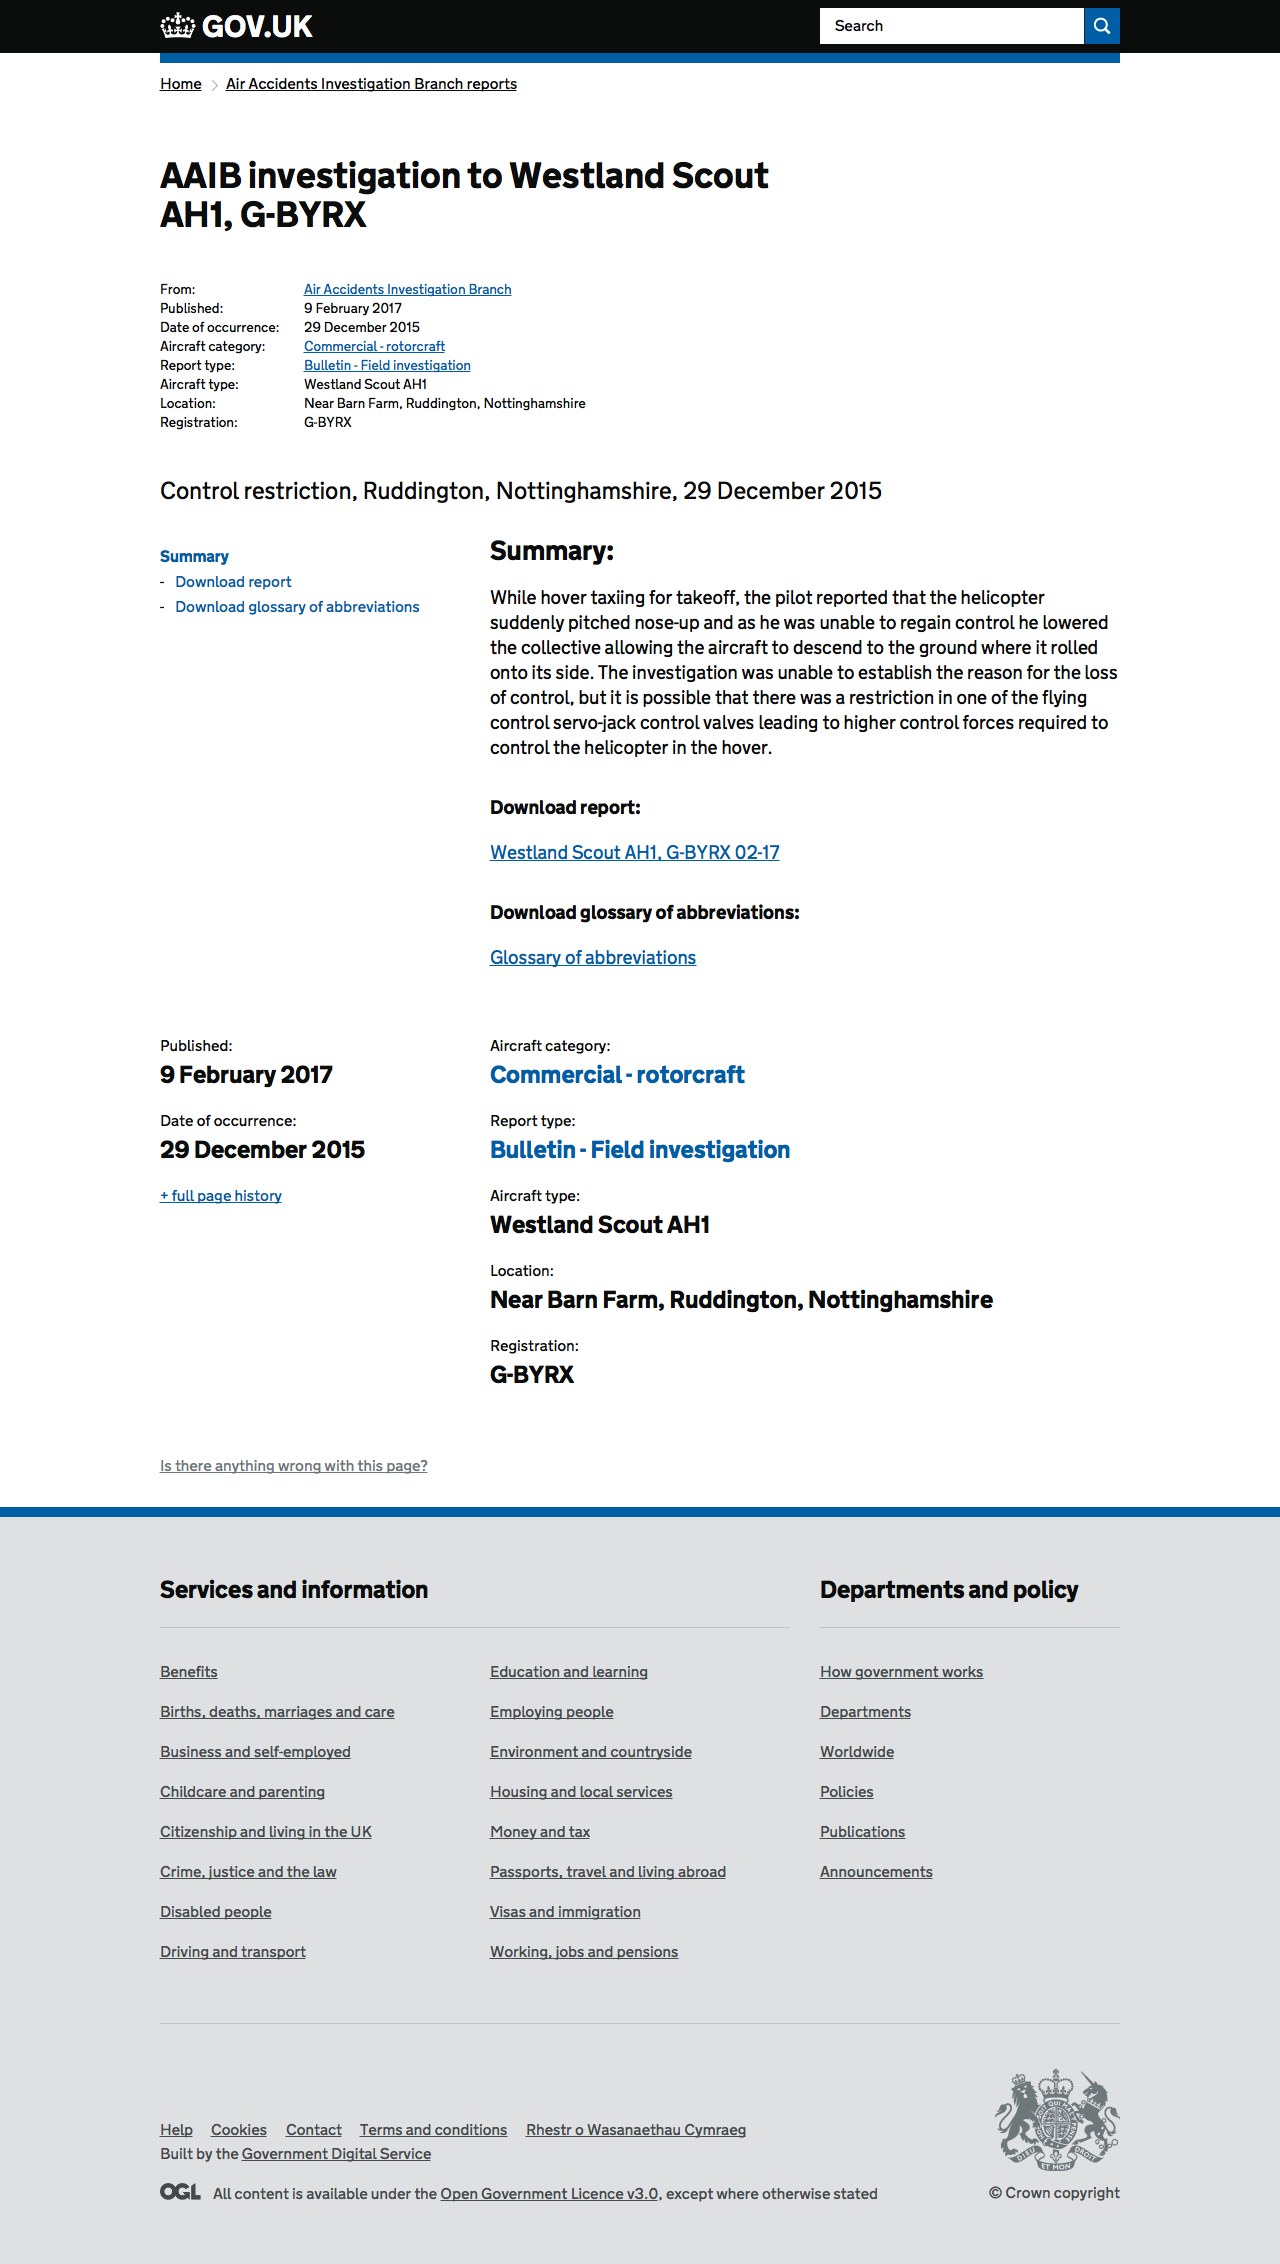 GOV.UK
Search
Home
Air Accidents Investigation Branch reports
AAIB investigation to Westland Scout
AH1, G-BYRX
From: Air Accidents Investigation Branch
Published: 9 February 2017
Date of occurrence: 29 December 2015
Aircraft category: Commercial - rotorcraft
Report type: Bulletin - Field investigation
Aircraft type: Westland Scout AH1
Location: Near Barn Farm, Ruddington, Nottinghamshire
Registration: G-BYRX
Control restriction, Ruddington, Nottinghamshire, 29 December 2015
Summary
- Download report
- Download glossary of abbreviations
Summary:
While hover taxiing for takeoff, the pilot reported that the helicopter
suddenly pitched nose-up and as he was unable to regain control he lowered
the collective allowing the aircraft to descend to the ground where it rolled
onto its side. The investigation was unable to establish the reason for the loss
of control, but it is possible that there was a restriction in one of the flying
control servo-jack control valves leading to higher control forces required to
control the helicopter in the hover.
Download report:
Westland Scout AH1, G-BYRX 02-17
Download glossary of abbreviations:
Glossary of abbreviations
Published:
9 February 2017
Date of occurrence:
29 December 2015
+ full page history
Aircraft category:
Commercial - rotorcraft
Report type:
Bulletin - Field investigation
Aircraft type:
Westland Scout AH1
Location:
Near Barn Farm, Ruddington, Nottinghamshire
Registration:
G-BYRX
Is there anything wrong with this page?
Services and information
Benefits
Births, deaths, marriages and care
Business and self-employed
Childcare and parenting
Citizenship and living in the UK
Crime, justice and the law
Disabled people
Driving and transport
Education and learning
Employing people
Environment and countryside
Housing and local services
Money and tax
Passports, travel and living abroad
Visas and immigration
Working, jobs and pensions
Departments and policy
How government works
Departments
Worldwide
Policies
Publications
Announcements
Help Cookies Contact Terms and conditions Rhestr o Wasanaethau Cymraeg
Built by the Government Digital Service
OGL All content is available under the Open Government Licence v3.0, except where otherwise stated
DIEU ET MON DROIT
© Crown copyright